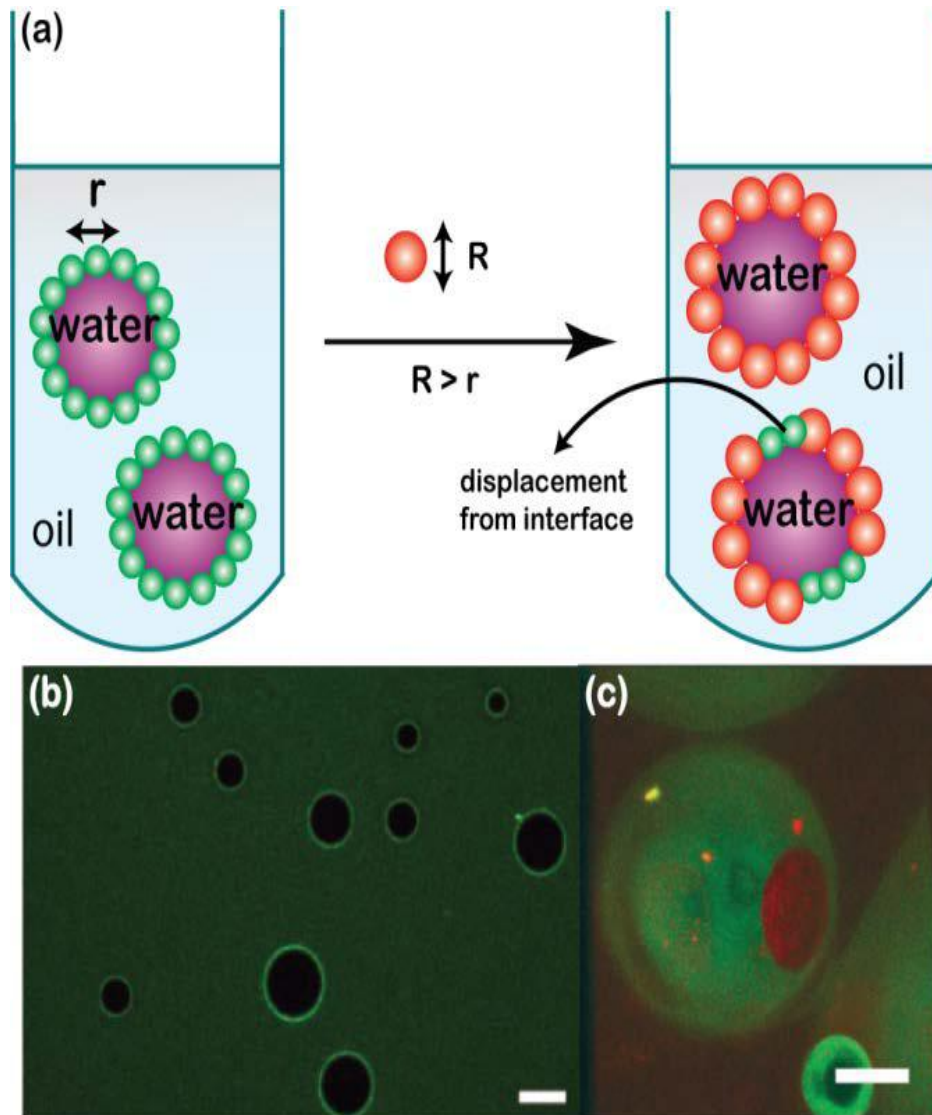 (a)
r
water
water
oil
R
R > r
displacement
from interface
water
oil
water
(b)
(c)